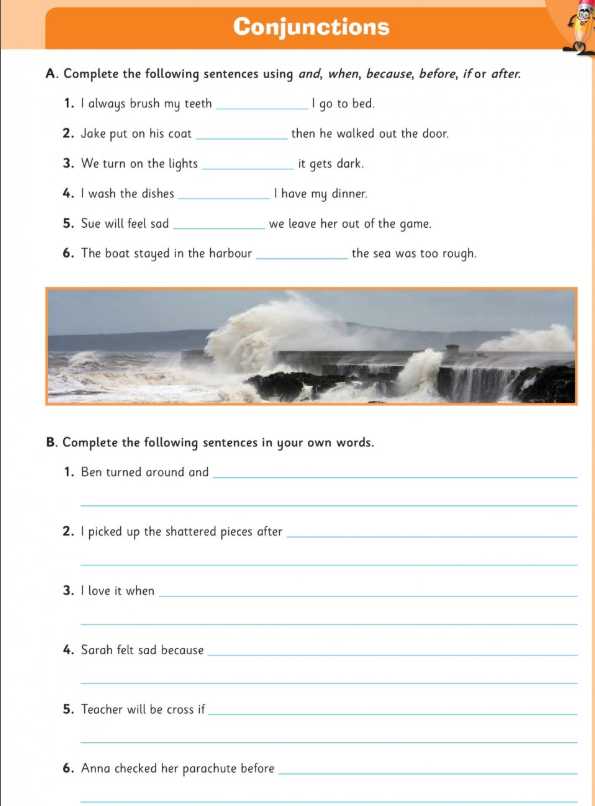 Conjunctions
A. Complete the following sentences using and, when, because, before, if or after.
1. I always brush my teeth ______ I go to bed.
2. Jake put on his coat ______ then he walked out the door.
3. We turn on the lights ______ it gets dark.
4. I wash the dishes ______ I have my dinner.
5. Sue will feel sad ______ we leave her out of the game.
6. The boat stayed in the harbour ______ the sea was too rough.
B. Complete the following sentences in your own words.
1. Ben turned around and
2. I picked up the shattered pieces after
3. I love it when
4. Sarah felt sad because
5. Teacher will be cross if
6. Anna checked her parachute before